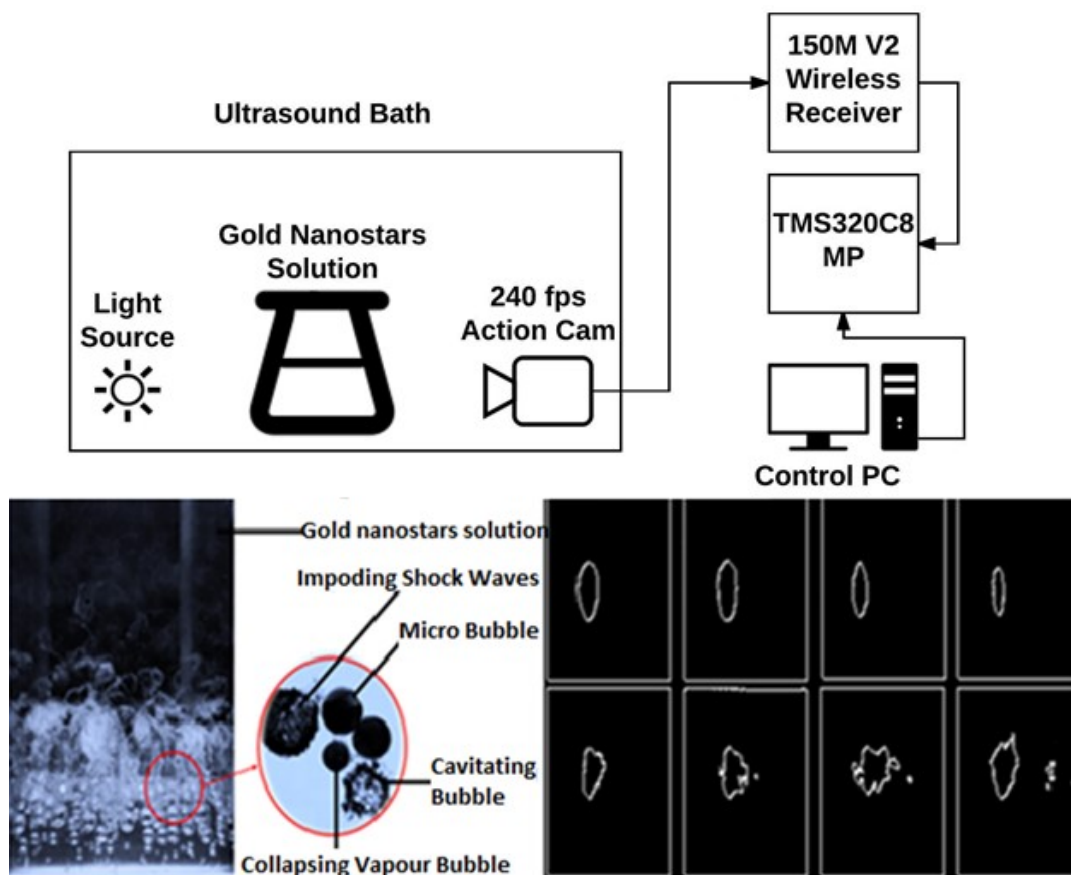 150M V2
Wireless
Receiver
Ultrasound Bath
TMS320C8
MP
Gold Nanostars
Solution
Light
Source
240 fps
Action Cam
Control PC
Gold nanostars solution
Impoding Shock Waves
Micro Bubble
Cavitating
Bubble
Collapsing Vapour Bubble